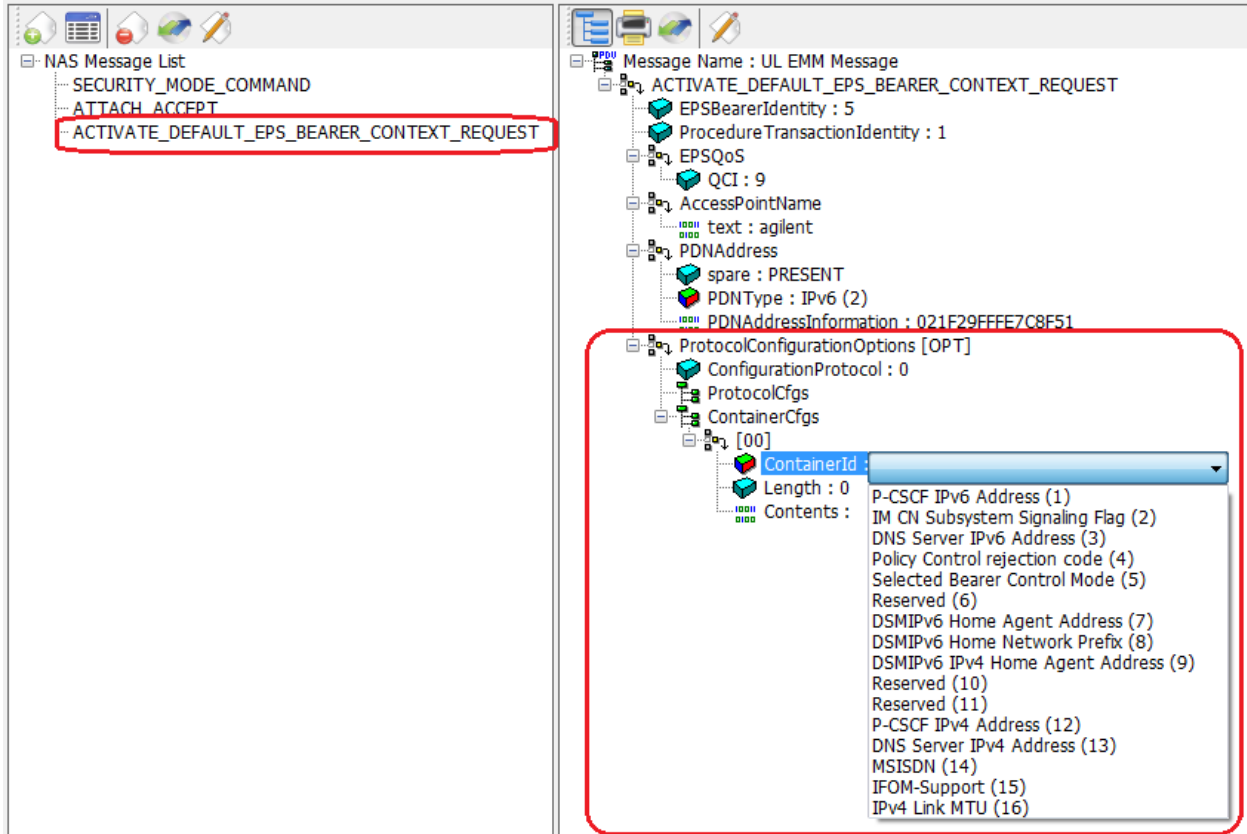 NAS Message List
SECURITY_MODE_COMMAND
ATTACH_ACCEPT
ACTIVATE_DEFAULT_EPS_BEARER_CONTEXT_REQUEST
PDU
Message Name : UL EMM Message
ACTIVATE_DEFAULT_EPS_BEARER_CONTEXT_REQUEST
EPSBearerIdentity : 5
ProcedureTransactionIdentity : 1
EPSQoS
QCI : 9
AccessPointName
text : agilent
PDNAddress
spare : PRESENT
PDNType : IPv6 (2)
PDNAddressInformation : 021F29FFFE7C8F51
ProtocolConfigurationOptions [OPT]
ConfigurationProtocol : 0
ProtocolCfgs
ContainerCfgs
[00]
ContainerId :
Length : 0
Contents :
P-CSCF IPv6 Address (1)
IM CN Subsystem Signaling Flag (2)
DNS Server IPv6 Address (3)
Policy Control rejection code (4)
Selected Bearer Control Mode (5)
Reserved (6)
DSMIPv6 Home Agent Address (7)
DSMIPv6 Home Network Prefix (8)
DSMIPv6 IPv4 Home Agent Address (9)
Reserved (10)
Reserved (11)
P-CSCF IPv4 Address (12)
DNS Server IPv4 Address (13)
MSISDN (14)
IFOM-Support (15)
IPv4 Link MTU (16)